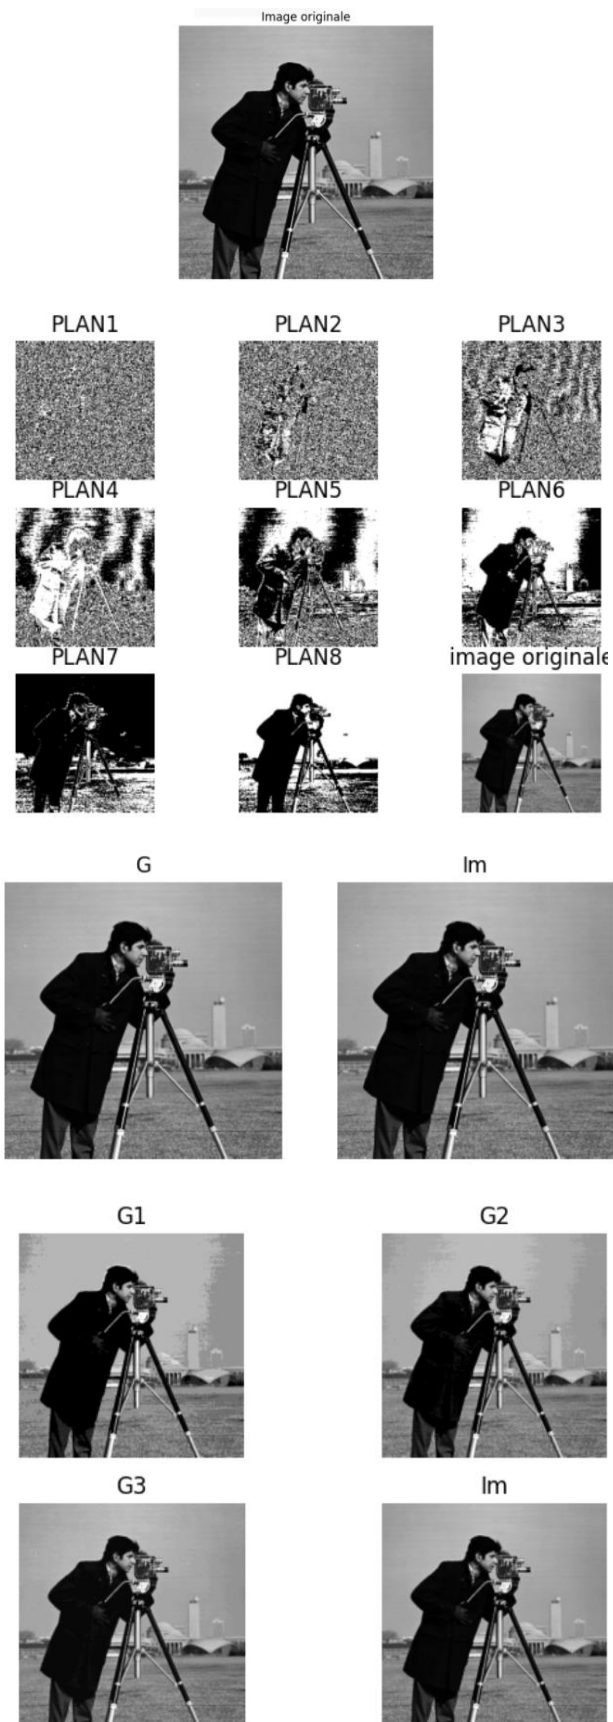 Image originale
PLAN1 PLAN2 PLAN3
PLAN4 PLAN5 PLAN6
PLAN7 PLAN8 image originale
G Im
G1 G2
G3 Im